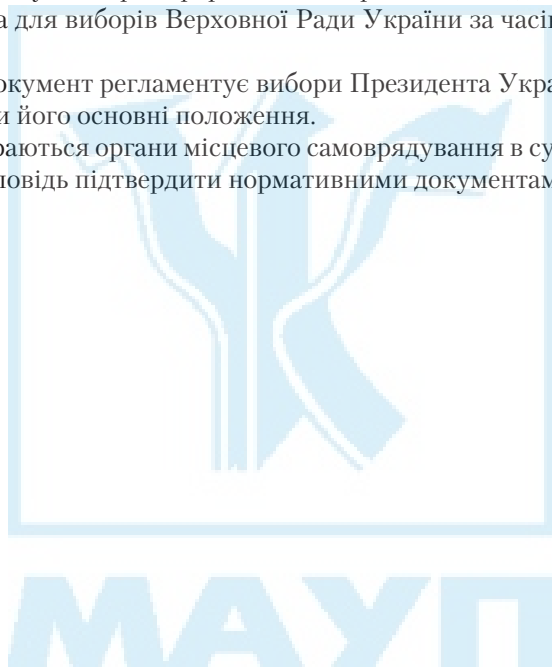 а для виборів Верховної Ради України за часів
окумент регламентує вибори Президента Укра
и його основні положення.
раються органи місцевого самоврядування в су
повідь підтвердити нормативними документам
МАУП